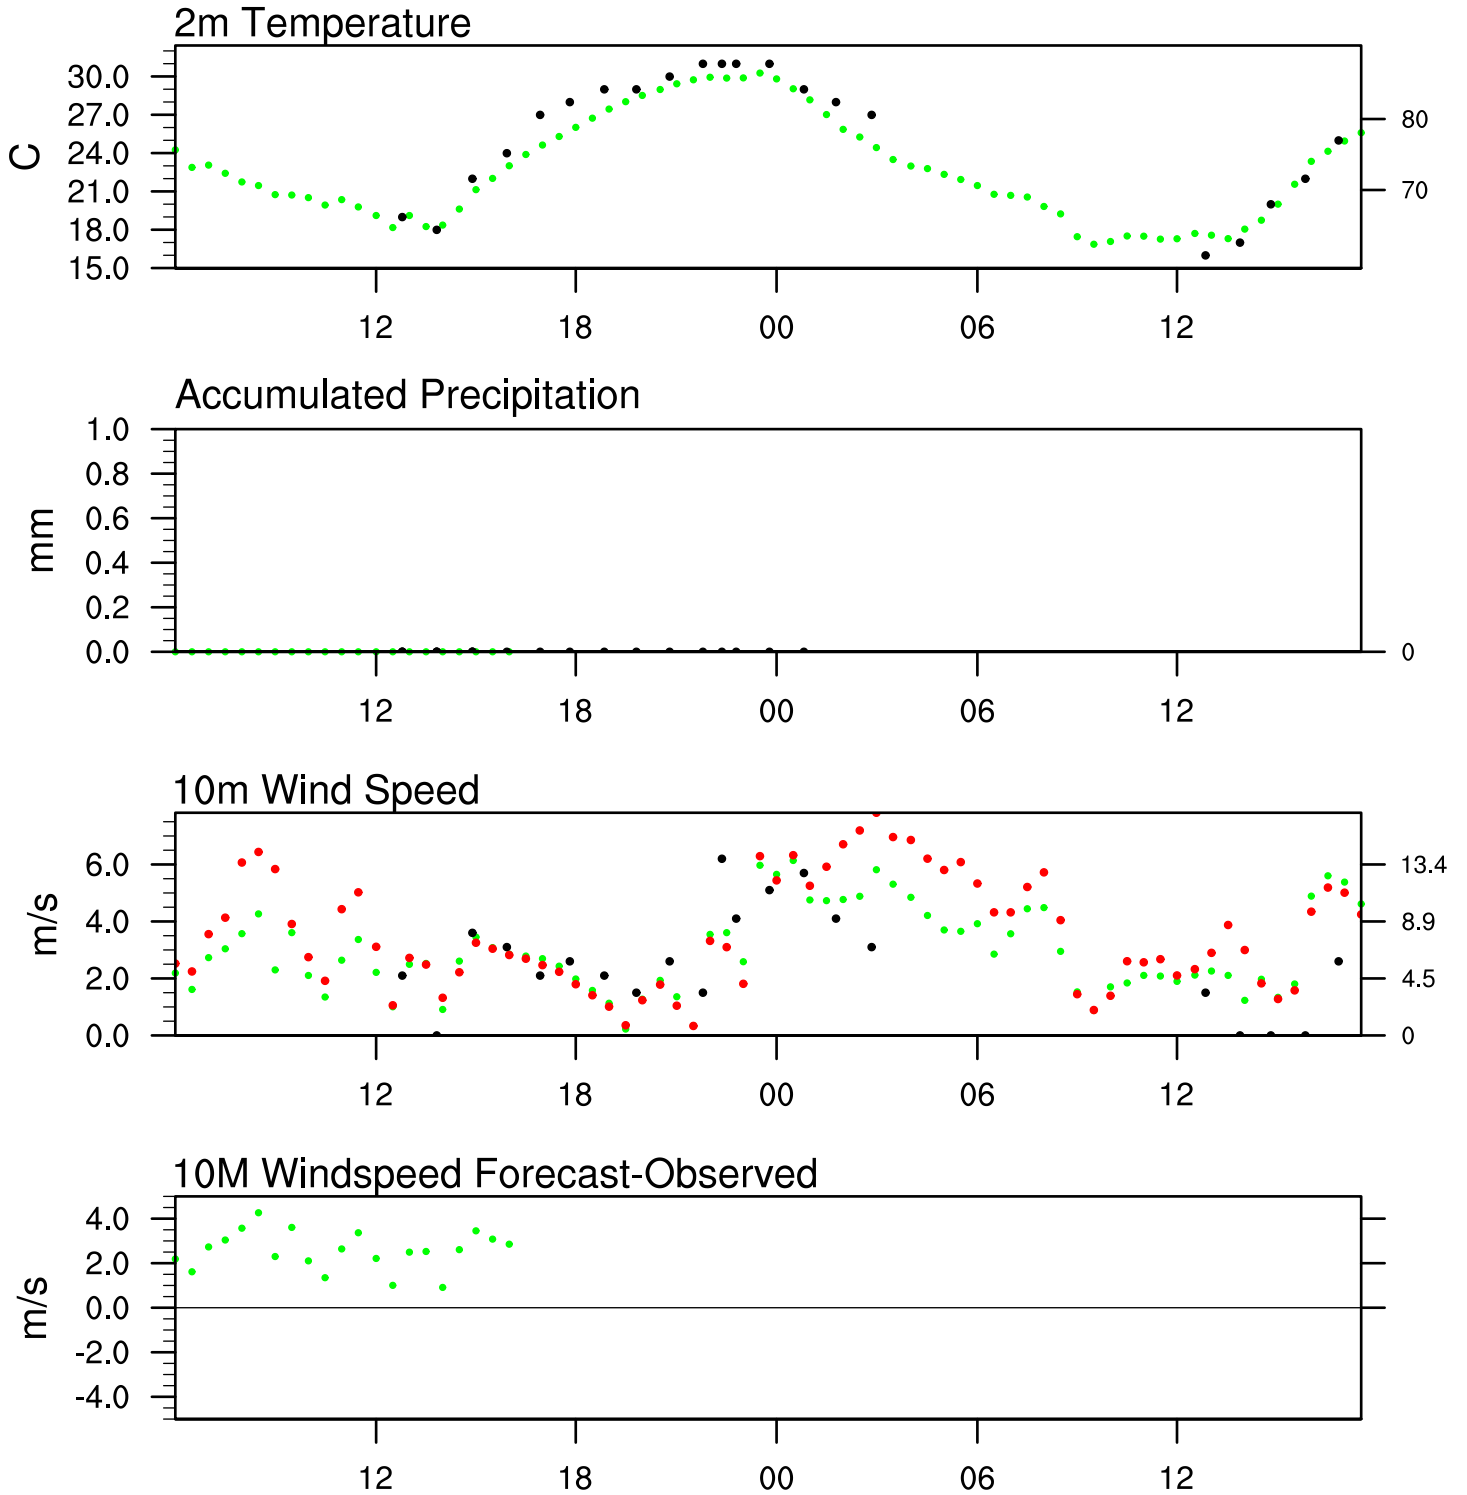 2m Temperature
30.0
27.0
24.0
21.0
18.0
15.0
C
80
70
12 18 00 06 12
Accumulated Precipitation
1.0
0.8
0.6
0.4
0.2
0.0
mm
0
12 18 00 06 12
10m Wind Speed
6.0
4.0
2.0
0.0
m/s
13.4
8.9
4.5
0
12 18 00 06 12
10M Windspeed Forecast-Observed
4.0
2.0
0.0
-2.0
-4.0
m/s
12 18 00 06 12